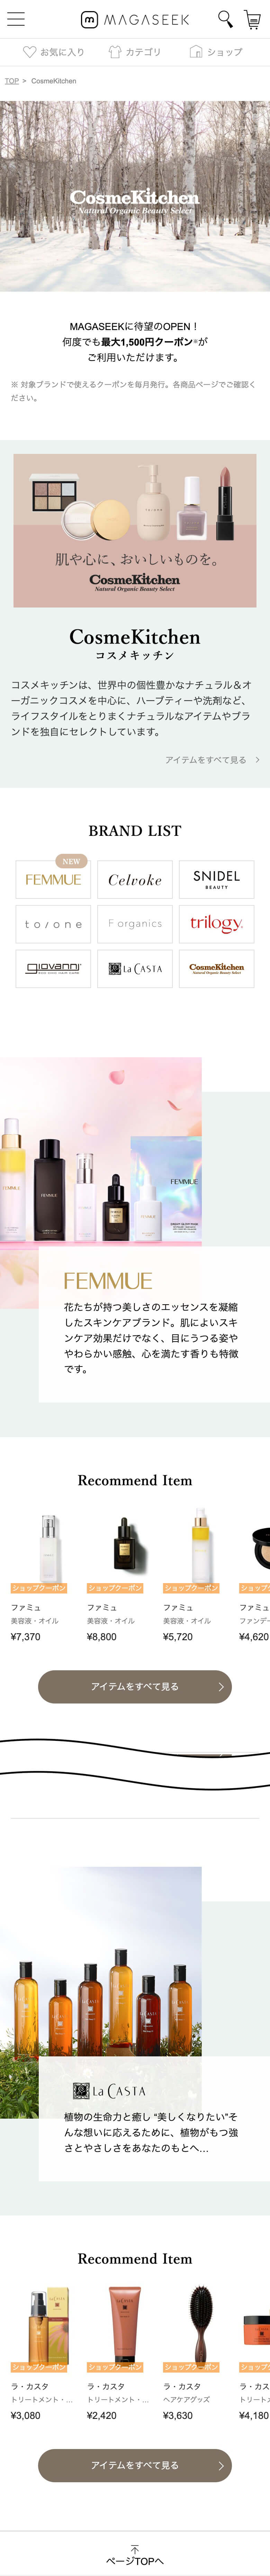 MAGASEEK
お気に入り カテゴリ ショップ
TOP > CosmeKitchen
CosmeKitchen
Natural Organic Beauty Select
MAGASEEKに待望のOPEN！
何度でも最大1,500円クーポン※が
ご利用いただけます。
※ 対象ブランドで使えるクーポンを毎月発行。各商品ページでご確認く
ださい。
肌や、心に、おいしいものを。
CosmeKitchen
Natural Organic Beauty Select
CosmeKitchen
コスメキッチン
コスメキッチンは、世界中の個性豊かなナチュラル＆オ
ーガニックコスメを中心に、ハーブティーや洗剤など、
ライフスタイルをとりまくナチュラルなアイテムやブラ
ンドを独自にセレクトしています。
アイテムをすべて見る
BRAND LIST
NEW
FEMMUE Celvoke SNIDEL
BEAUTY
to/one F organics trilogy
giovanni LA CASTA CosmeKitchen
Natural Organic Beauty Select
FEMMUE
FEMMUE
花たちが持つ美しさのエッセンスを凝縮
したスキンケアブランド。肌によいスキ
ンケア効果だけでなく、目にうつる姿や
やわらかい感触、心を満たす香りも特徴
です。
Recommend Item
ショップクーポン ショップクーポン ショップクーポン
ファミュ ファミュ ファミュ ファミュ
美容液・オイル 美容液・オイル 美容液・オイル ファンデー
¥7,370 ¥8,800 ¥5,720 ¥4,620
アイテムをすべて見る
LA CASTA
植物の生命力と癒し “美しくなりたい”そ
んな想いに応えるために、植物がもつ強
さとやさしさをあなたのもとへ…
Recommend Item
ショップクーポン ショップクーポン ショップクーポン
ラ・カスタ ラ・カスタ ラ・カスタ ラ・カス
トリートメント・… トリートメント・… ヘアケアグッズ トリート
¥3,080 ¥2,420 ¥3,630 ¥4,180
アイテムをすべて見る
ページTOPへ